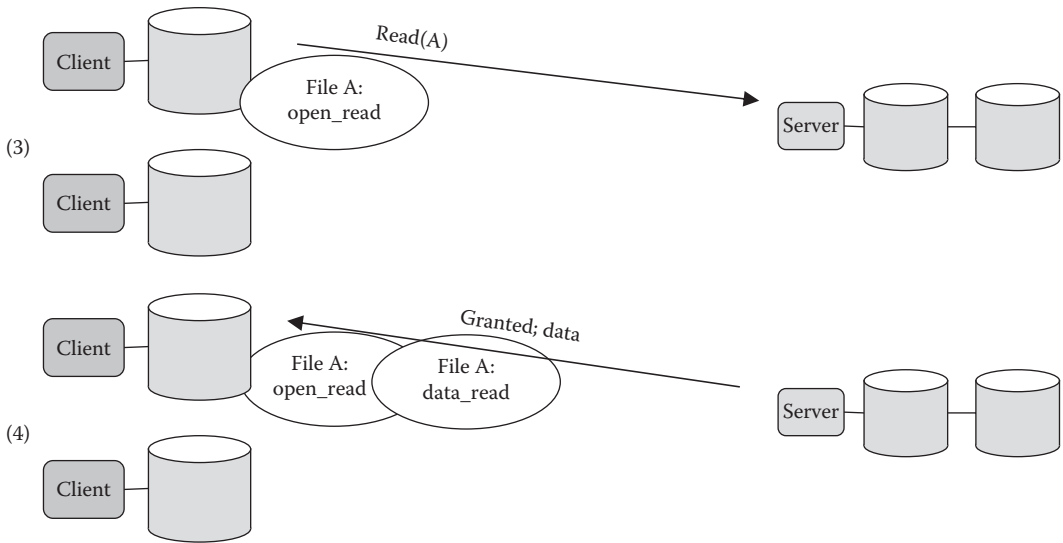 Read(A)
Client
File A:
open_read
Server
(3)
Client
Granted; data
Client
File A:
open_read
File A:
data_read
Server
(4)
Client